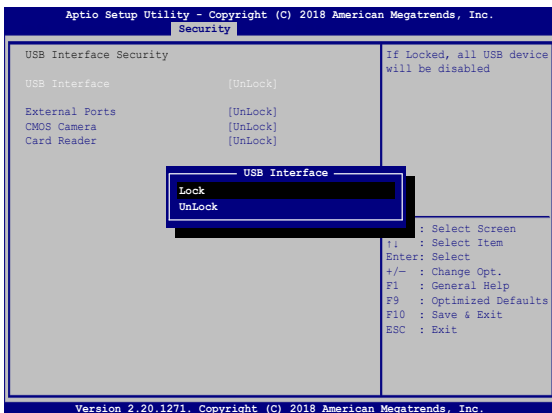 Aptio Setup Utility - Copyright (C) 2018 American Megatrends, Inc.
Security
USB Interface Security
USB Interface [UnLock]
External Ports [UnLock]
CMOS Camera [UnLock]
Card Reader [UnLock]
If Locked, all USB device
will be disabled
USB Interface
Lock
UnLock
: Select Screen
↑↓ : Select Item
Enter: Select
+/— : Change Opt.
F1 : General Help
F9 : Optimized Defaults
F10 : Save & Exit
ESC : Exit
Version 2.20.1271. Copyright (C) 2018 American Megatrends, Inc.